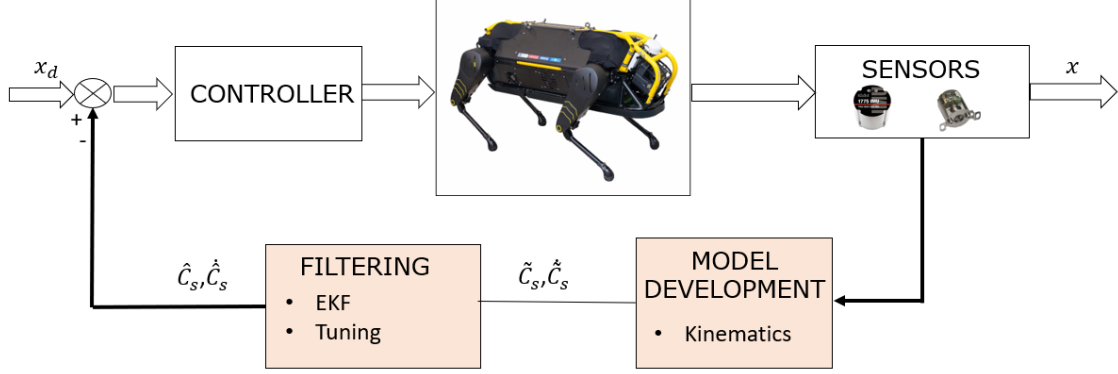 x_d
+
-
CONTROLLER
SENSORS
x
FILTERING
• EKF
• Tuning
Ĉ_s,Ĉ̇_s
C̃_s,C̃̇_s
MODEL
DEVELOPMENT
• Kinematics